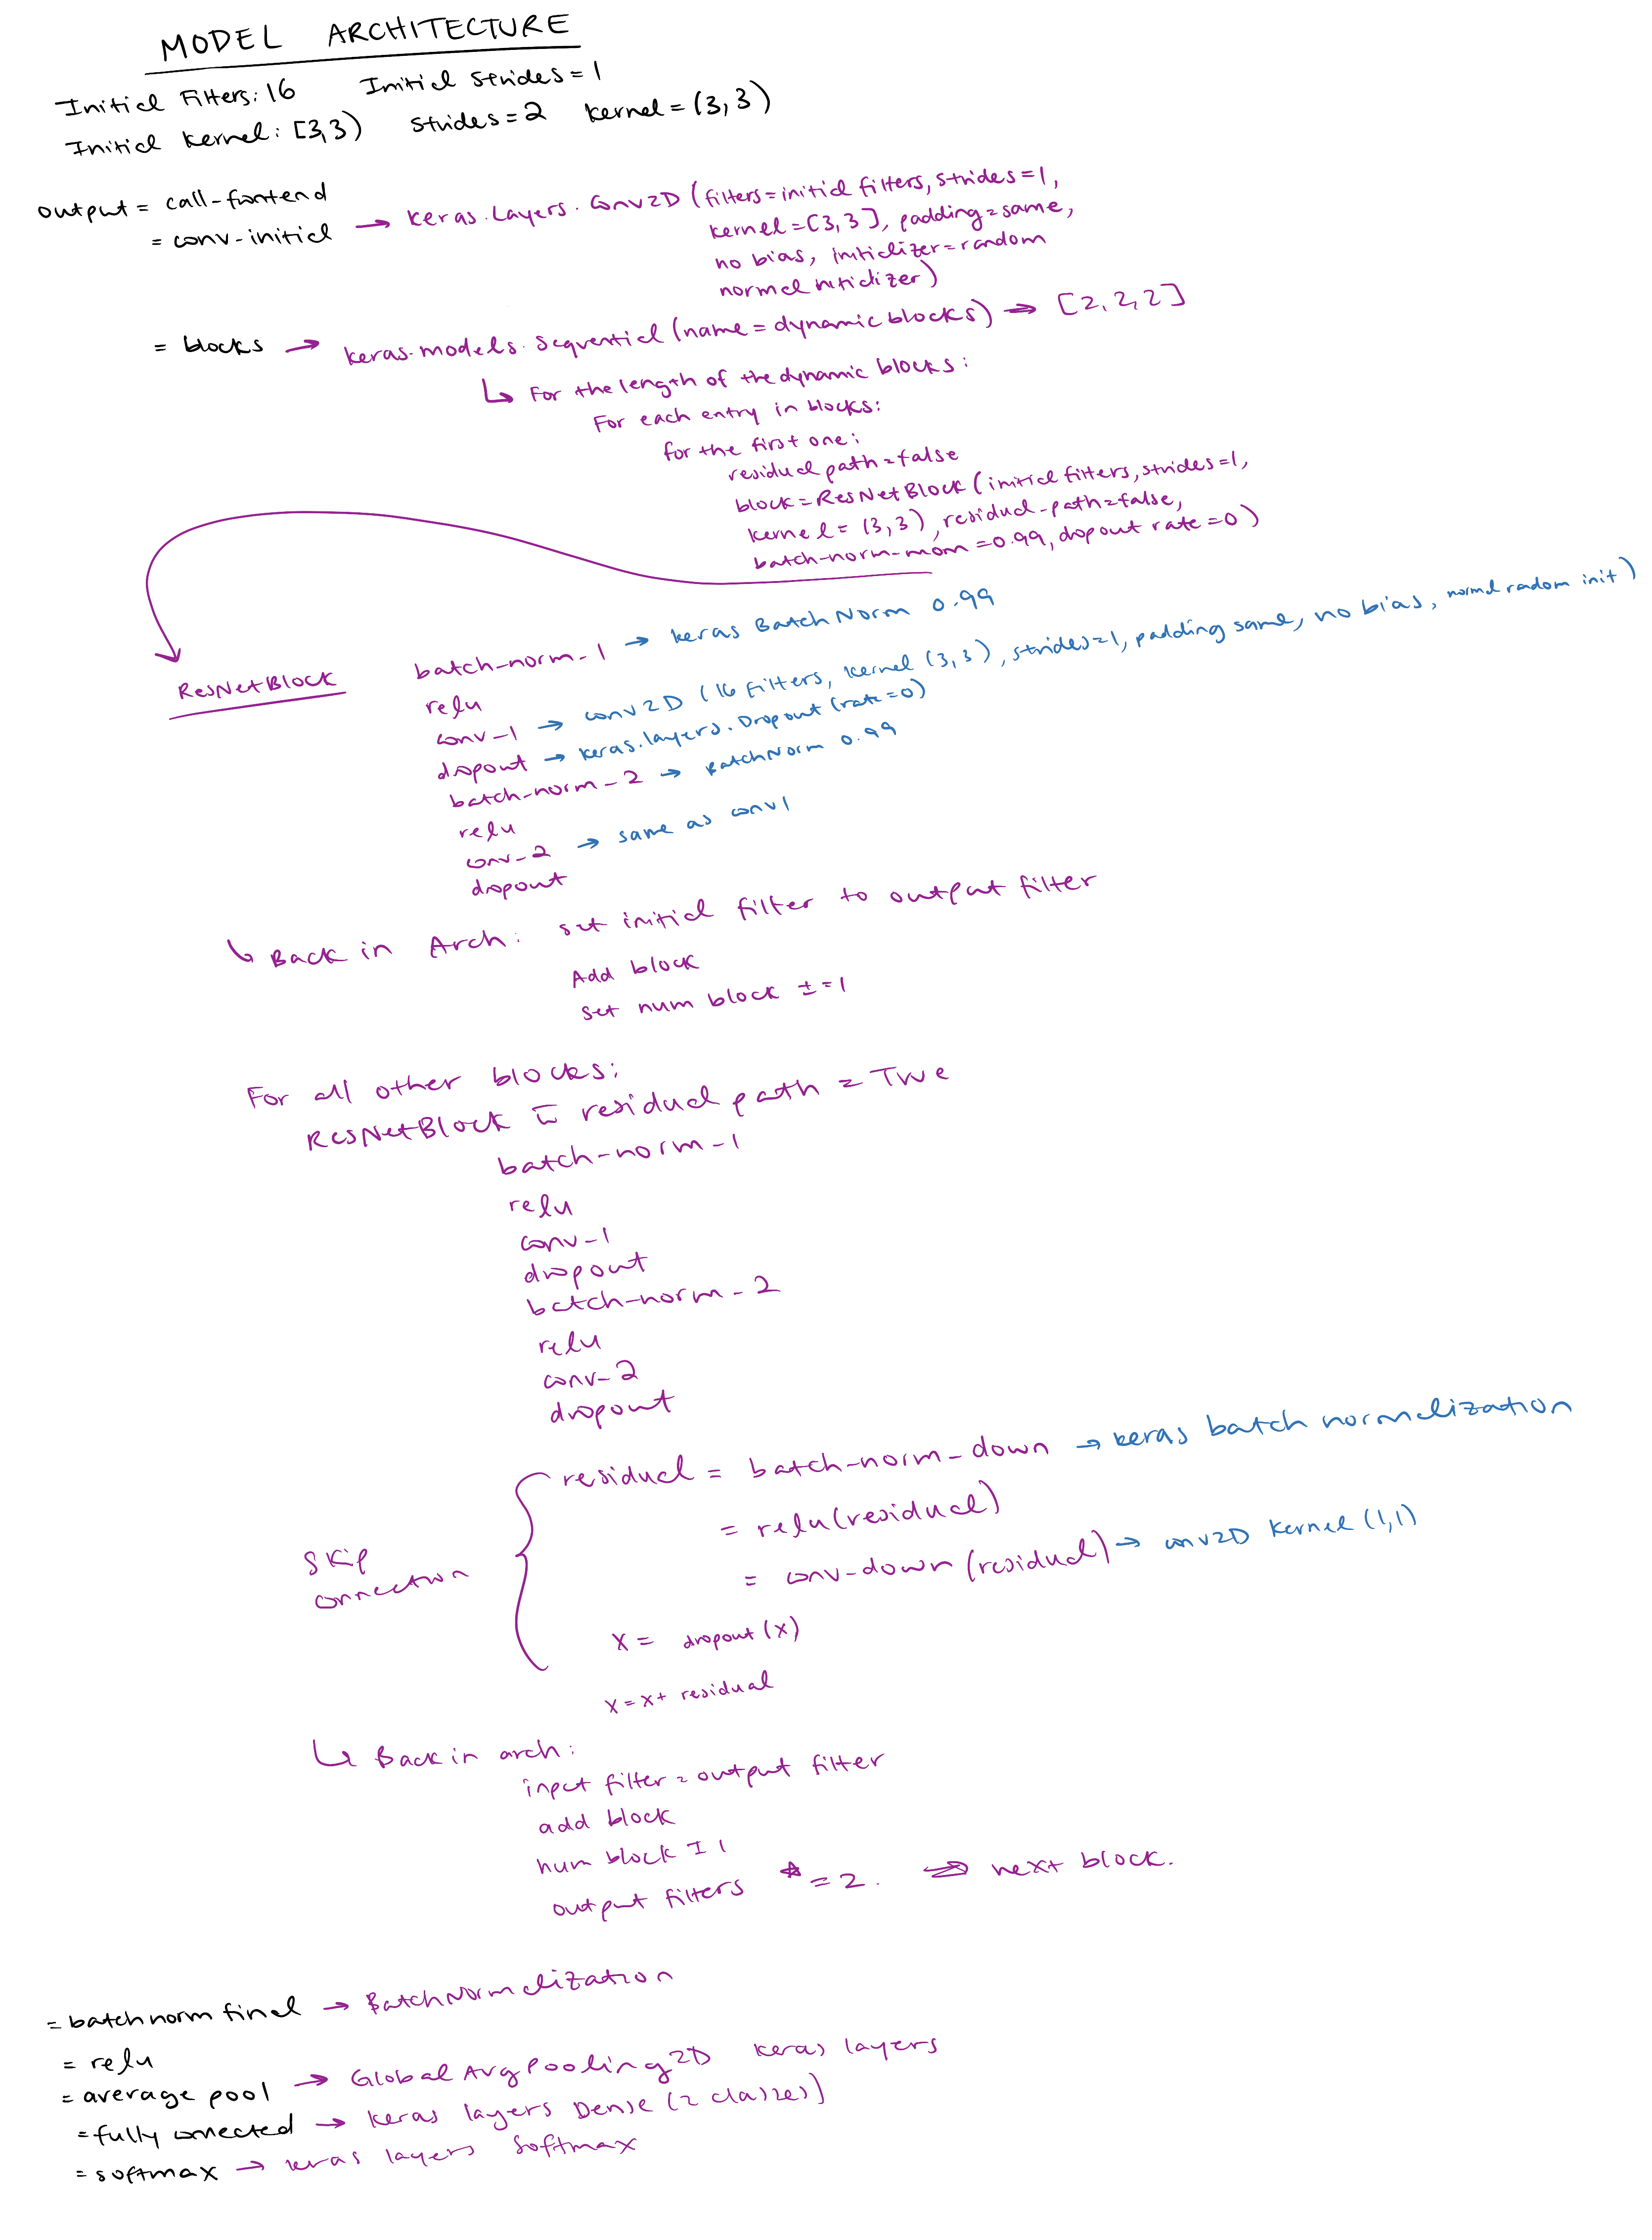 MODEL ARCHITECTURE
Initial Filters: 16 Initial Strides = 1
Initial Kernel: [3,3) Strides = 2 kernel = (3, 3)
output = call-frontend
= conv-initial → keras.Layers.Conv2D (filters = initial filters, strides = 1,
kernel = [3, 3], padding = same,
no bias, initializer = random
normal initializer)
= blocks → keras.models.Sequential (name = dynamic blocks) → [2, 2, 2]
↳ For the length of the dynamic blocks:
For each entry in blocks:
for the first one:
residual path = false
block = ResNetBlock (initial filters, strides = 1,
kernel = (3, 3), residual-path = false,
batch-norm-mom = 0.99, dropout rate = 0)
ResNetBlock
batch-norm-1 → keras Batch Norm 0.99
relu
conv-1 → conv2D (16 filters, kernel (3, 3), strides = 1, padding same, no bias, normal radom init)
dropout → keras.layers.Dropout (rate = 0)
batch-norm-2 → BatchNorm 0.99
relu
conv-2 → same as conv1
dropout
↳ Back in Arch: set initial filter to output filter
Add block
set num block ±=1
For all other blocks:
ResNetBlock residual path = True
batch-norm-1
relu
conv-1
dropout
batch-norm-2
relu
conv-2
dropout
skip connection
residual = batch-norm-down → keras batch normalization
= relu(residual)
= conv-down (residual) → conv2D kernel (1,1)
x = dropout (x)
x = x + residual
↳ Back in arch:
input filter = output filter
add block
num block ± 1
output filters *= 2. → next block.
= batch norm final → BatchNormalization
= relu
= average pool → Global Avg Pooling 2D keras layers
= fully connected → keras layers Dense (2 classes)
= softmax → keras layers Softmax